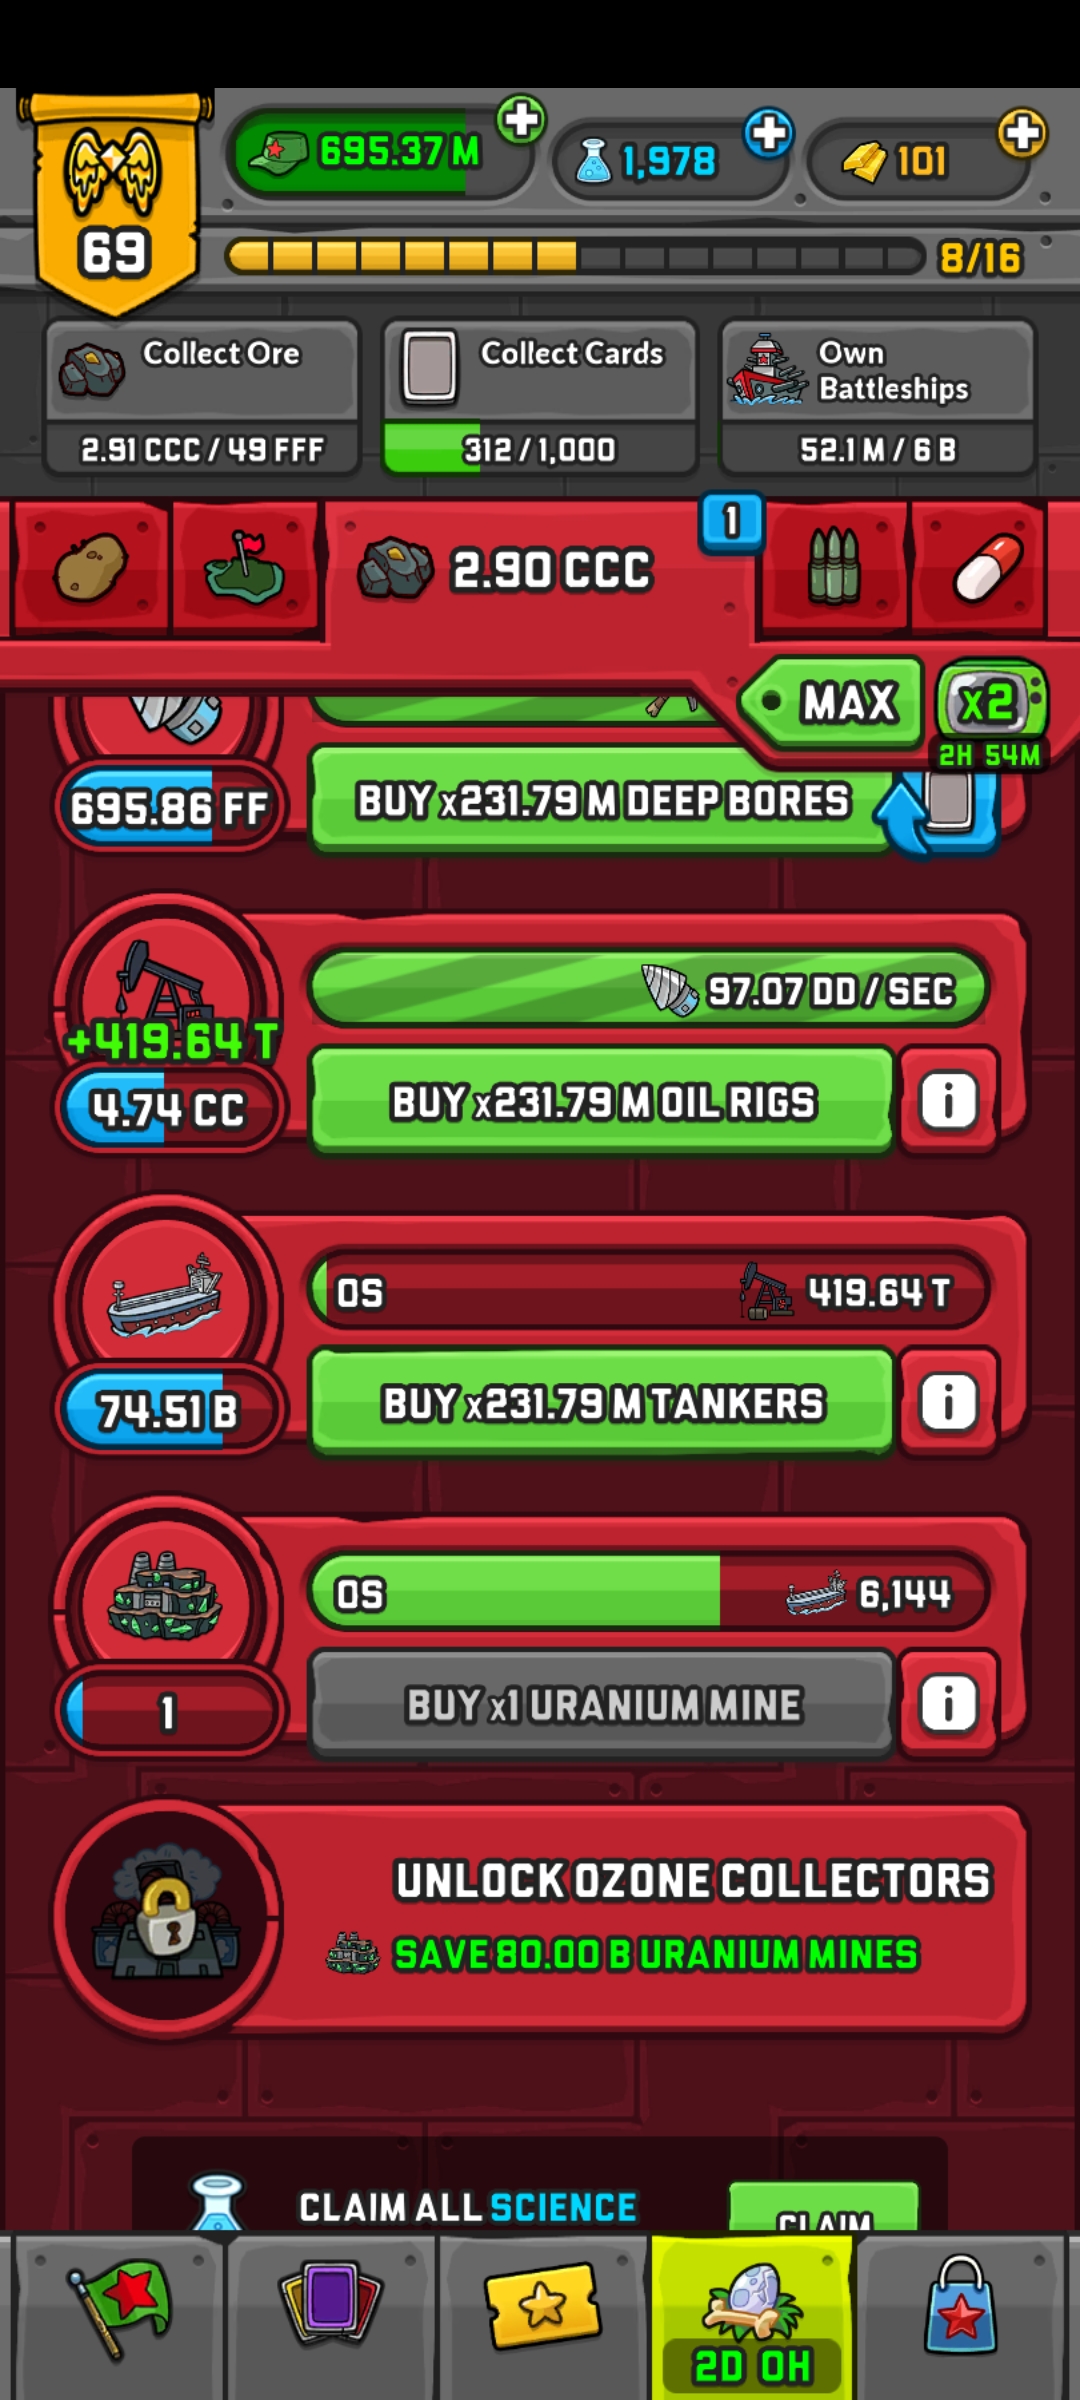 695.37 M
1,978
101
69
8/16
Collect Ore
2.91 CCC / 49 FFF
Collect Cards
312 / 1,000
Own
Battleships
52.1 M / 6 B
2.90 CCC
1
MAX
x2
2H 54M
695.86 FF
BUY x231.79 M DEEP BORES
97.07 DD / SEC
+419.64 T
4.74 CC
BUY x231.79 M OIL RIGS
i
0S
419.64 T
74.51 B
BUY x231.79 M TANKERS
i
0S
6,144
1
BUY x1 URANIUM MINE
i
UNLOCK OZONE COLLECTORS
SAVE 80.00 B URANIUM MINES
CLAIM ALL SCIENCE
CLAIM
2D 0H